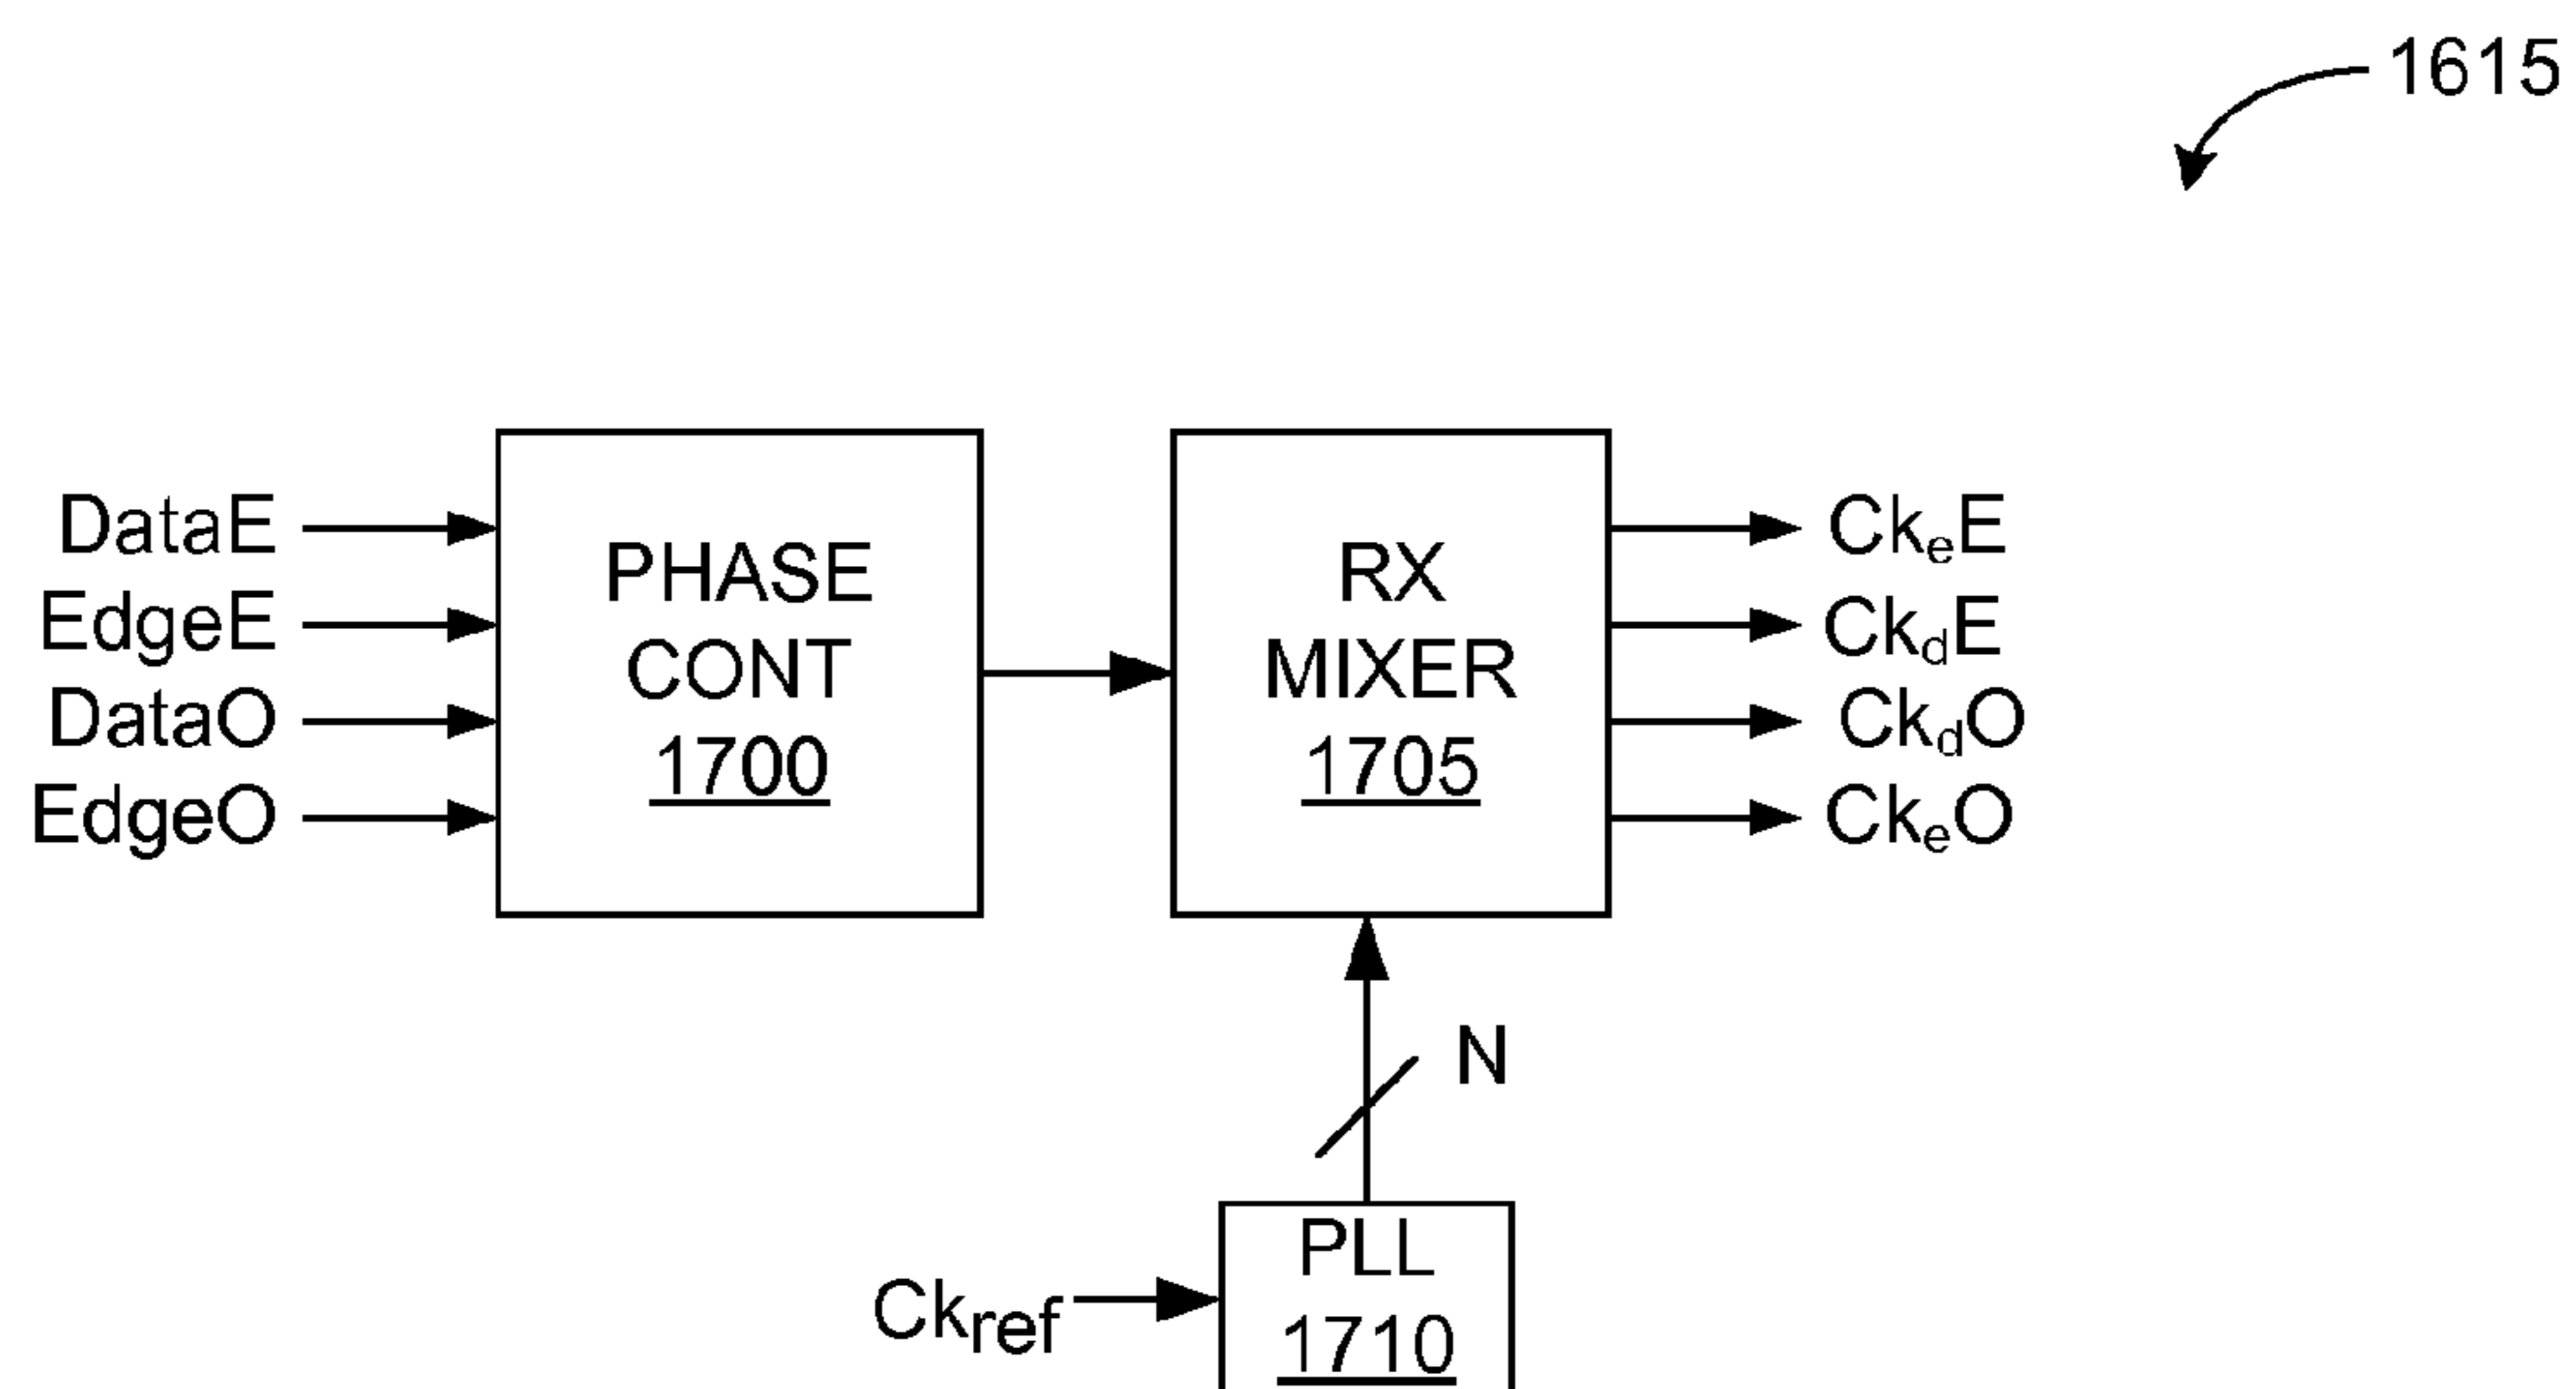 1615
DataE
EdgeE
DataO
EdgeO
PHASE
CONT
1700
RX
MIXER
1705
CkeE
CkdE
CkdO
CkeO
N
Ckref
PLL
1710